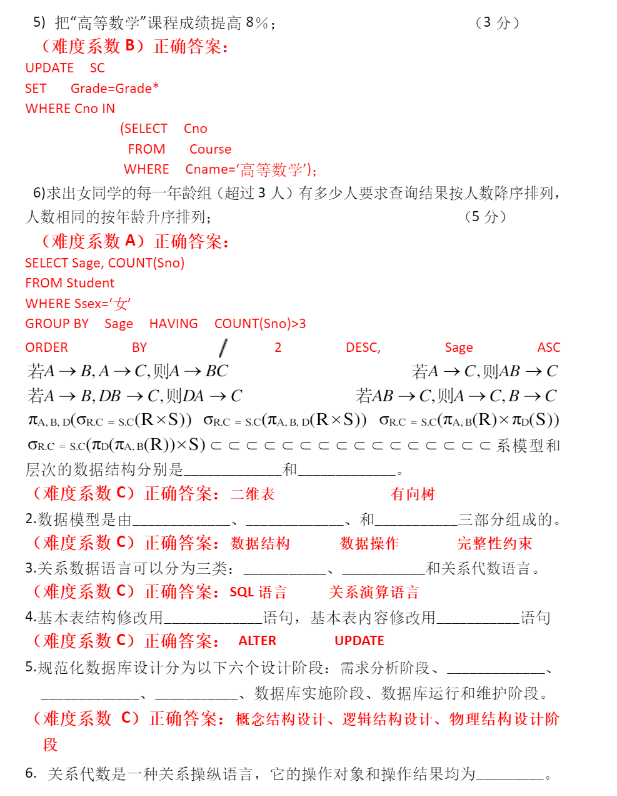 5) 把“高等数学”课程成绩提高 8%; （3 分）
（难度系数 B）正确答案：
UPDATE SC
SET Grade=Grade*
WHERE Cno IN
(SELECT Cno
FROM Course
WHERE Cname='高等数学');
6)求出女同学的每一年龄组（超过 3 人）有多少人要求查询结果按人数降序排列，
人数相同的按年龄升序排列; （5 分）
（难度系数 A）正确答案：
SELECT Sage, COUNT(Sno)
FROM Student
WHERE Ssex='女'
GROUP BY Sage HAVING COUNT(Sno)>3
ORDER BY / 2 DESC, Sage ASC
若A→B, A→C,则A→BC 若A→C,则AB→C
若A→B, DB→C,则DA→C 若AB→C,则A→C, B→C
πA, B, D(σR.C = S.C(R×S)) σR.C = S.C(πA, B, D(R×S)) σR.C = S.C(πA, B(R)×πD(S))
σR.C = S.C(πD(πA, B(R))×S)⊂⊂⊂⊂⊂⊂⊂⊂⊂⊂⊂⊂⊂⊂⊂⊂系模型和
层次的数据结构分别是____________和____________。
（难度系数 C）正确答案：二维表 有向树
2.数据模型是由____________、____________、和__________三部分组成的。
（难度系数 C）正确答案：数据结构 数据操作 完整性约束
3.关系数据语言可以分为三类：__________、__________和关系代数语言。
（难度系数 C）正确答案：SQL 语言 关系演算语言
4.基本表结构修改用____________语句，基本表内容修改用__________语句
（难度系数 C）正确答案： ALTER UPDATE
5.规范化数据库设计分为以下六个设计阶段：需求分析阶段、____________、
____________、__________、数据库实施阶段、数据库运行和维护阶段。
（难度系数 C）正确答案：概念结构设计、逻辑结构设计、物理结构设计阶
段
6. 关系代数是一种关系操纵语言，它的操作对象和操作结果均为________。